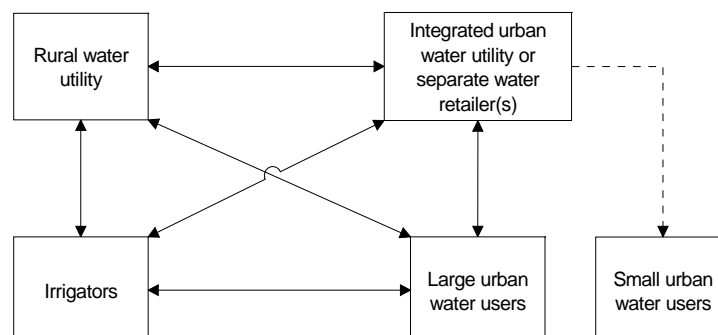 Rural water
utility
Integrated urban
water utility or
separate water
retailer(s)
Irrigators
Large urban
water users
Small urban
water users